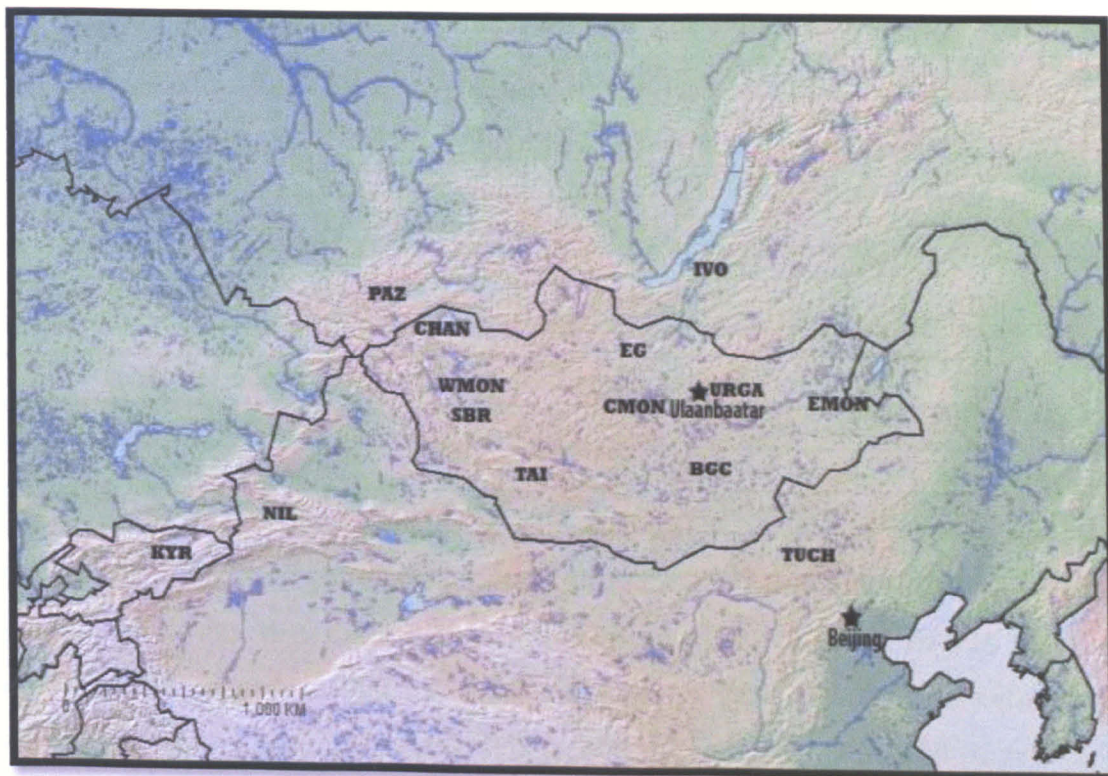 IVO
PAZ
CHAN
EG
WMON
URGA
SBR
CMON
Ulaanbaatar
EMON
TAI
BGC
NIL
KYR
TUCH
Beijing
0
1,000 KM